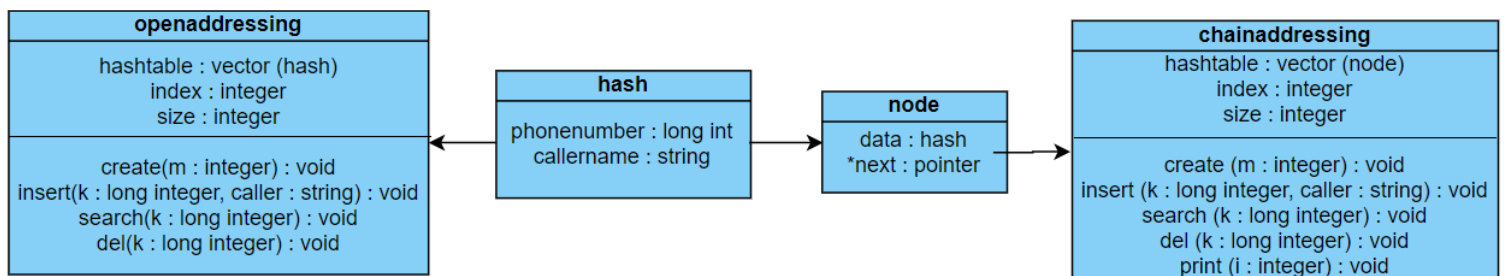 openaddressing
hashtable : vector (hash)
index : integer
size : integer
create(m : integer) : void
insert(k : long integer, caller : string) : void
search(k : long integer) : void
del(k : long integer) : void
hash
phonenumber : long int
callername : string
node
data : hash
*next : pointer
chainaddressing
hashtable : vector (node)
index : integer
size : integer
create (m : integer) : void
insert (k : long integer, caller : string) : void
search (k : long integer) : void
del (k : long integer) : void
print (i : integer) : void